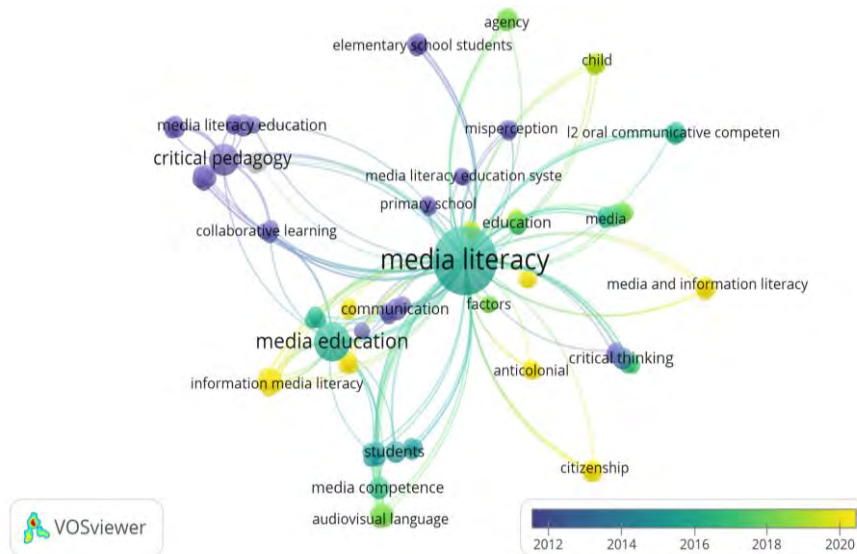 agency
elementary school students
child
media literacy education
misperception
l2 oral communicative competen
critical pedagogy
media literacy education syste
primary school
education
media
collaborative learning
media literacy
media and information literacy
communication
factors
media education
critical thinking
information media literacy
anticolonial
students
citizenship
media competence
audiovisual language
VOSviewer
2012 2014 2016 2018 2020